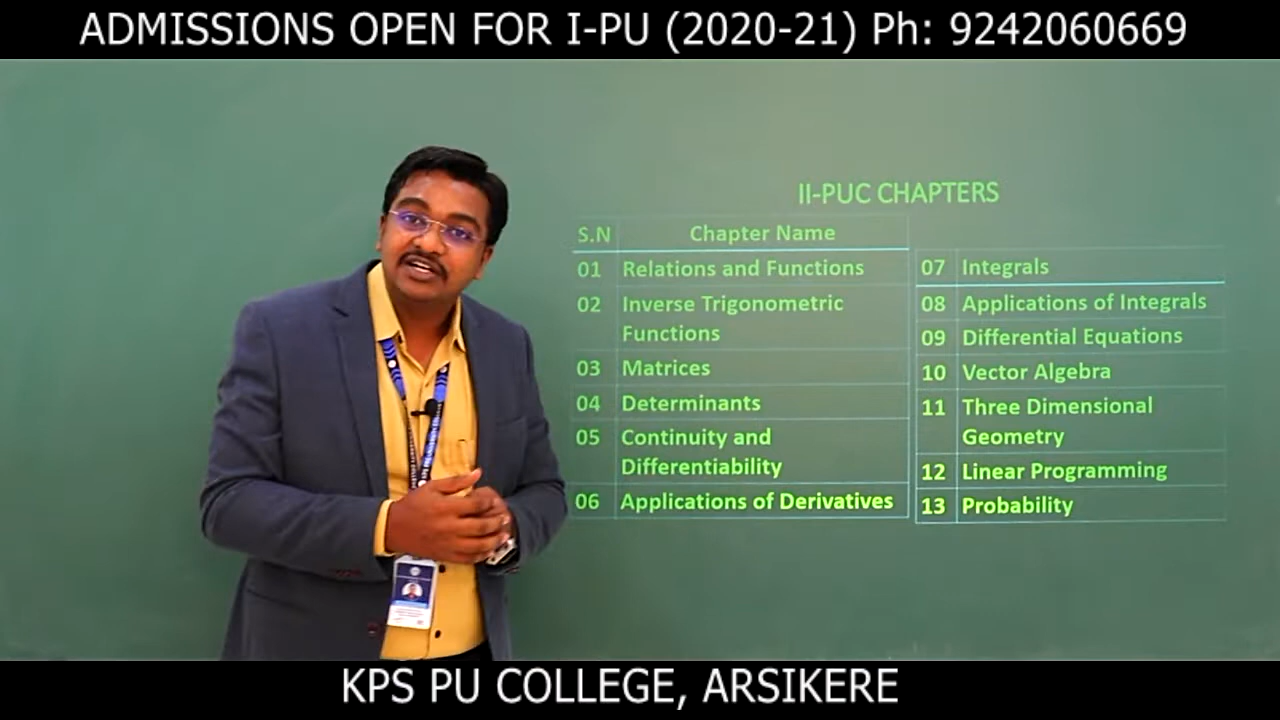 ADMISSIONS OPEN FOR I-PU (2020-21) Ph: 9242060669
II-PUC CHAPTERS
S.N Chapter Name
01 Relations and Functions
02 Inverse Trigonometric
Functions
03 Matrices
04 Determinants
05 Continuity and
Differentiability
06 Applications of Derivatives
07 Integrals
08 Applications of Integrals
09 Differential Equations
10 Vector Algebra
11 Three Dimensional
Geometry
12 Linear Programming
13 Probability
KPS PU COLLEGE, ARSIKERE